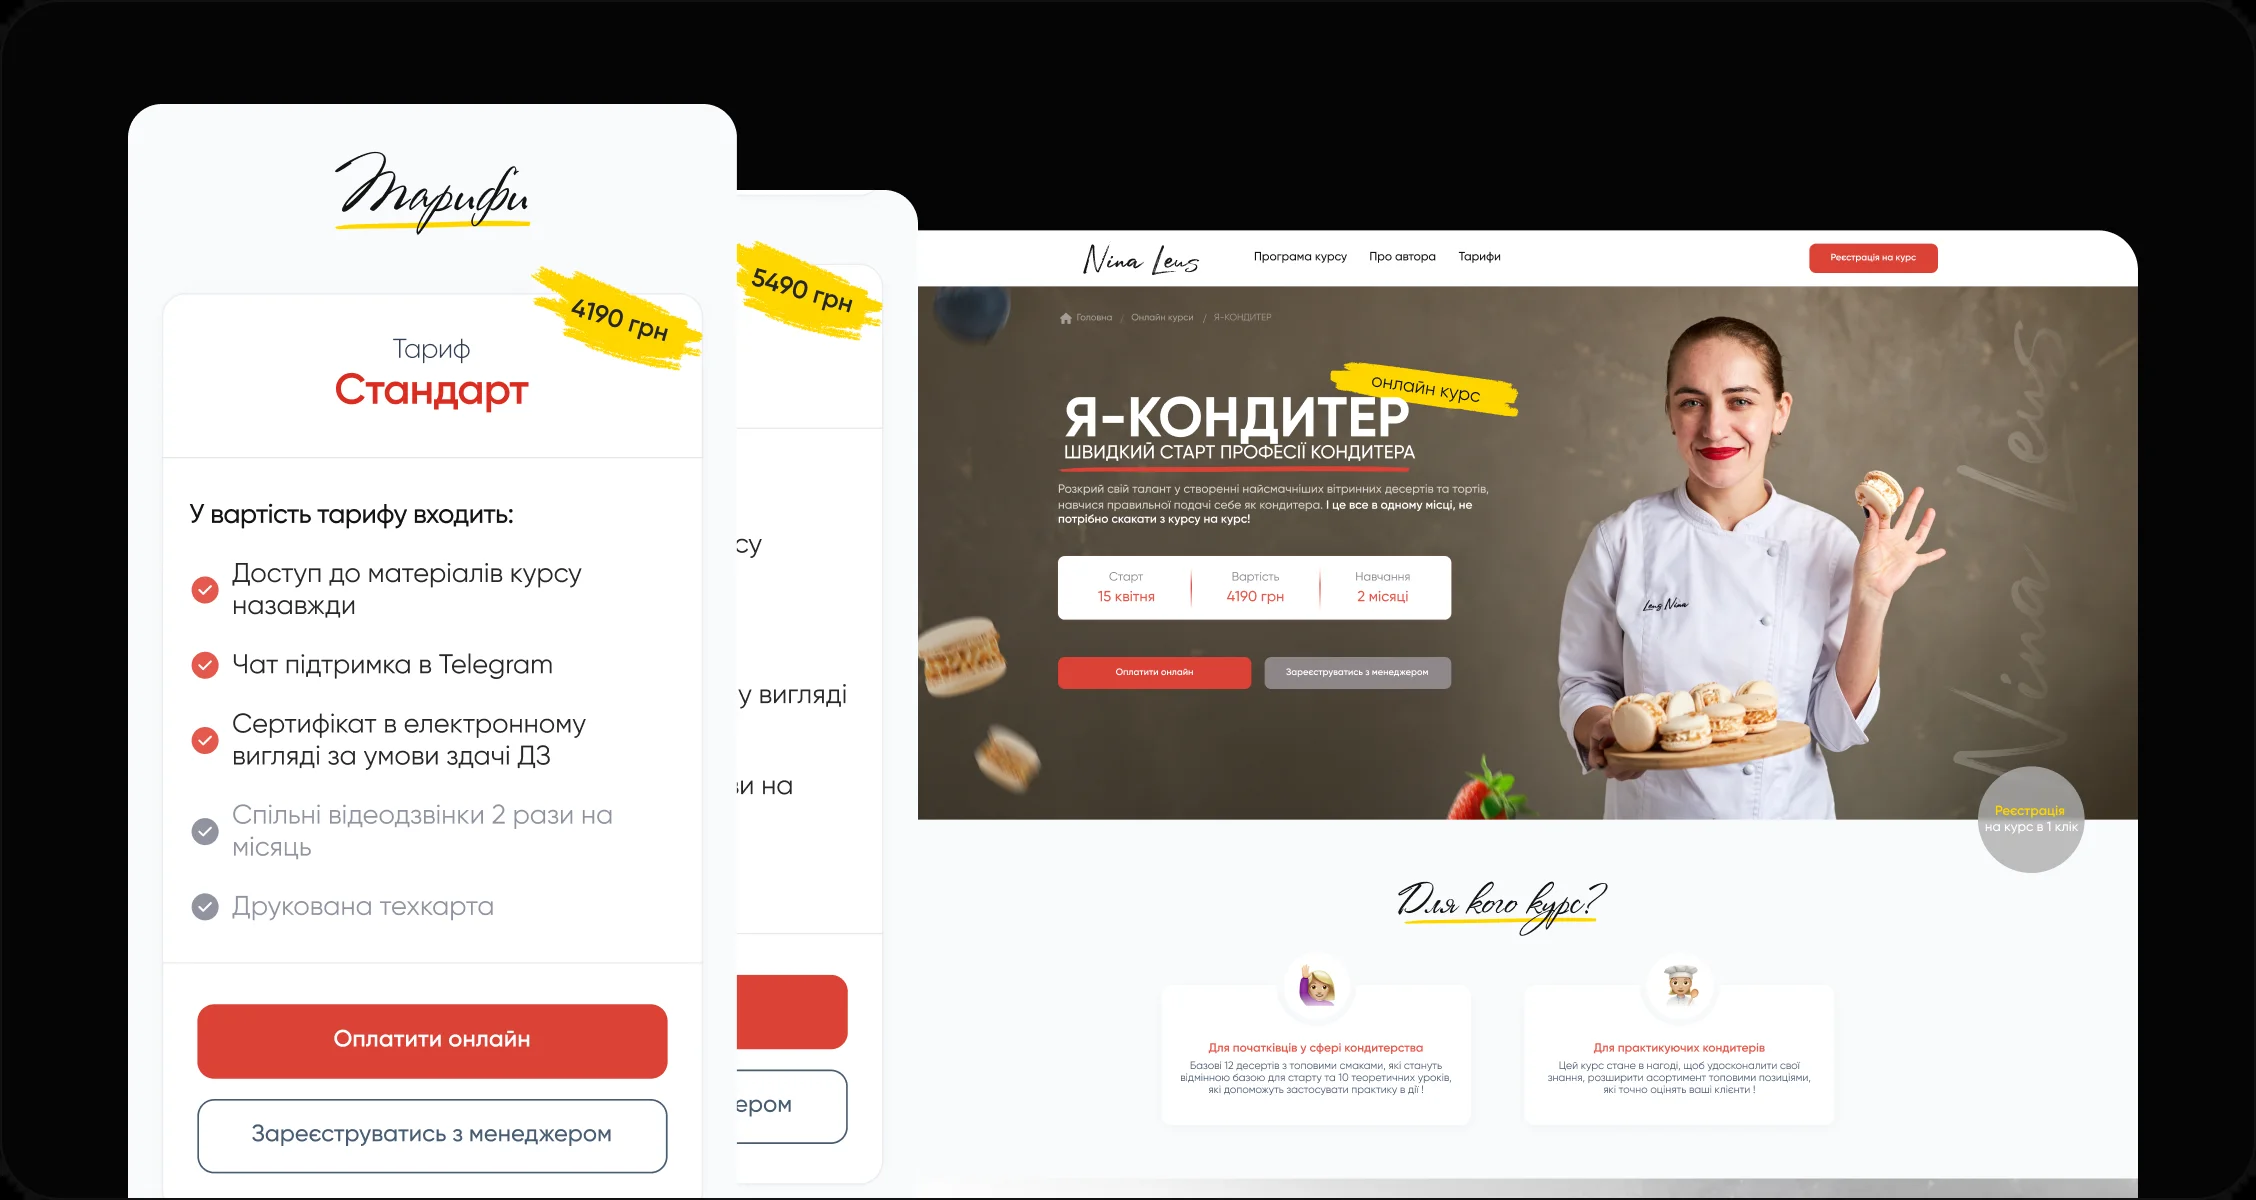 Тарифи
4190 грн
Тариф
Стандарт
У вартість тарифу входить:
Доступ до матеріалів курсу
назавжди
Чат підтримка в Telegram
Сертифікат в електронному
вигляді за умови здачі ДЗ
Спільні відеодзвінки 2 рази на
місяць
Друкована техкарта
Оплатити онлайн
Зареєструватись з менеджером
5490 грн
су
у вигляді
ви на
ером
Nina Leus
Програма курсу
Про автора
Тарифи
Реєстрація на курс
Головна / Онлайн курси / Я-КОНДИТЕР
онлайн курс
Я-КОНДИТЕР
ШВИДКИЙ СТАРТ ПРОФЕСІЇ КОНДИТЕРА
Розкрий свій талант у створенні найсмачніших вітринних десертів та тортів,
навчися правильної подачі себе як кондитера. І це все в одному місці, не
потрібно скакати з курсу на курс!
Старт
15 квітня
Вартість
4190 грн
Навчання
2 місяці
Оплатити онлайн
Зареєструватись з менеджером
Leus Nina
Nina Leus
Реєстрація
на курс в 1 клік
Для кого курс?
Для початківців у сфері кондитерства
Базові 12 десертів з топовими смаками, які стануть
відмінною базою для старту та 10 теоретичних уроків,
які допоможуть застосувати практику в дії !
Для практикуючих кондитерів
Цей курс стане в нагоді, щоб удосконалити свої
знання, розширити асортимент топовими позиціями,
які точно оцінять ваші клієнти !